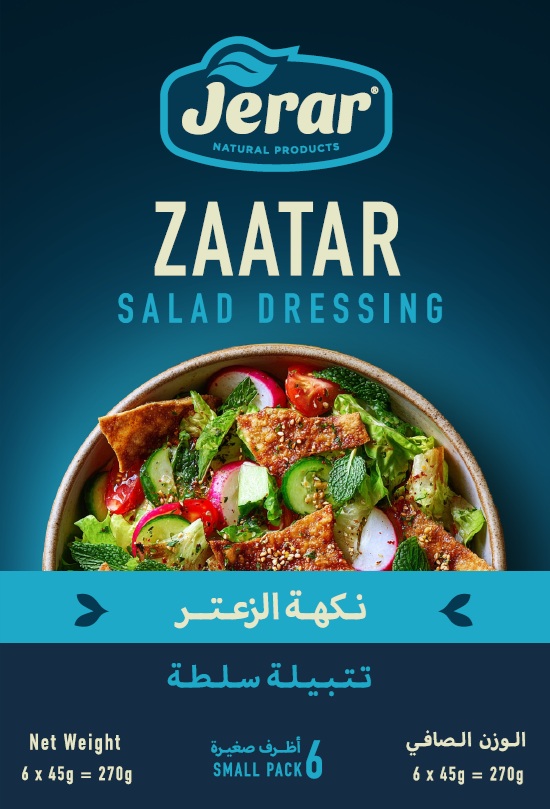 Jerar®
NATURAL PRODUCTS
ZAATAR
SALAD DRESSING
نكهة الزعتر
تتبيلة سلطة
Net Weight
6 x 45g = 270g
6 أظرف صغيرة
SMALL PACK
الوزن الصافي
6 x 45g = 270g